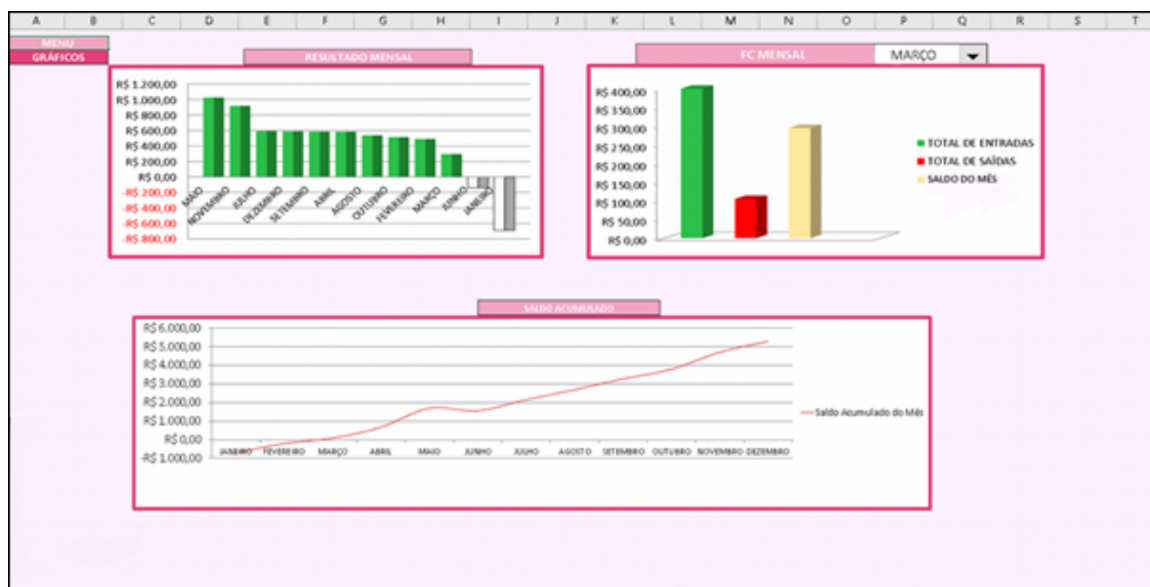 A B C D E F G H I J K L M N O P Q R S T
MENU
GRÁFICOS
RESULTADO MENSAL
R$ 1.200,00
R$ 1.000,00
R$ 800,00
R$ 600,00
R$ 400,00
R$ 200,00
R$ 0,00
-R$ 200,00
-R$ 400,00
-R$ 600,00
-R$ 800,00
MAIO
NOVEMBRO
JULHO
DEZEMBRO
SETEMBRO
ABRIL
AGOSTO
OUTUBRO
FEVEREIRO
MARÇO
JUNHO
JANEIRO
FC MENSAL
MARÇO
R$ 400,00
R$ 350,00
R$ 300,00
R$ 250,00
R$ 200,00
R$ 150,00
R$ 100,00
R$ 50,00
R$ 0,00
TOTAL DE ENTRADAS
TOTAL DE SAÍDAS
SALDO DO MÊS
SALDO ACUMULADO
R$ 6.000,00
R$ 5.000,00
R$ 4.000,00
R$ 3.000,00
R$ 2.000,00
R$ 1.000,00
R$ 0,00
-R$ 1.000,00
JANEIRO FEVEREIRO MARÇO ABRIL MAIO JUNHO JULHO AGOSTO SETEMBRO OUTUBRO NOVEMBRO DEZEMBRO
Saldo Acumulado do Mês